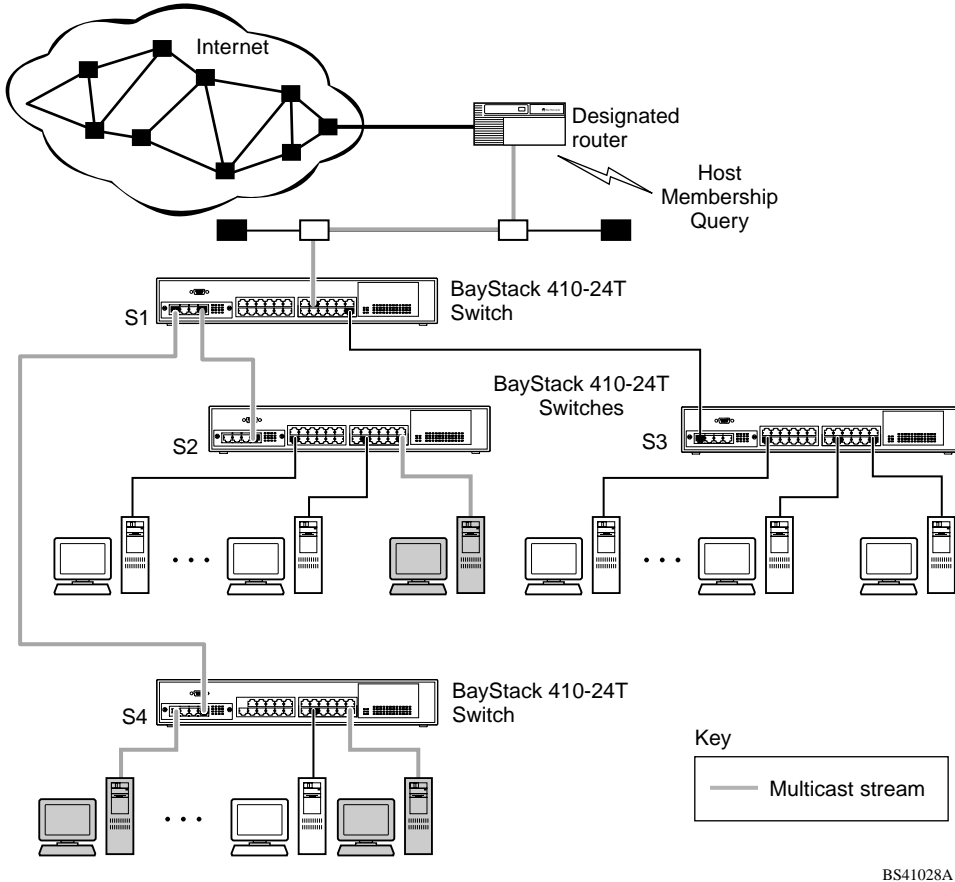 Internet
Designated
router
Host
Membership
Query
BayStack 410-24T
Switch
S1
BayStack 410-24T
Switches
S2
S3
BayStack 410-24T
Switch
S4
Key
Multicast stream
BS41028A